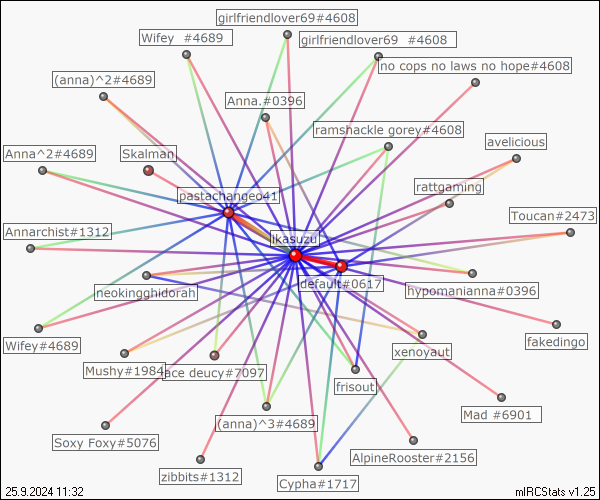 girlfriendlover69#4608
Wifey  #4689
girlfriendlover69  #4608
no cops no laws no hope#4608
(anna)^2#4689
Anna.#0396
ramshackle gorey#4608
avelicious
Anna^2#4689
Skalman
rattgaming
pastachangeo41
Toucan#2473
Annarchist#1312
ikasuzu
default#0617
hypomanianna#0396
neokingghidorah
fakedingo
Wifey#4689
xenoyaut
Mushy#1984
ace deucy#7097
frisout
Mad #6901
(anna)^3#4689
Soxy Foxy#5076
AlpineRooster#2156
zibbits#1312
Cypha#1717
25.9.2024 11:32
mIRCStats v1.25